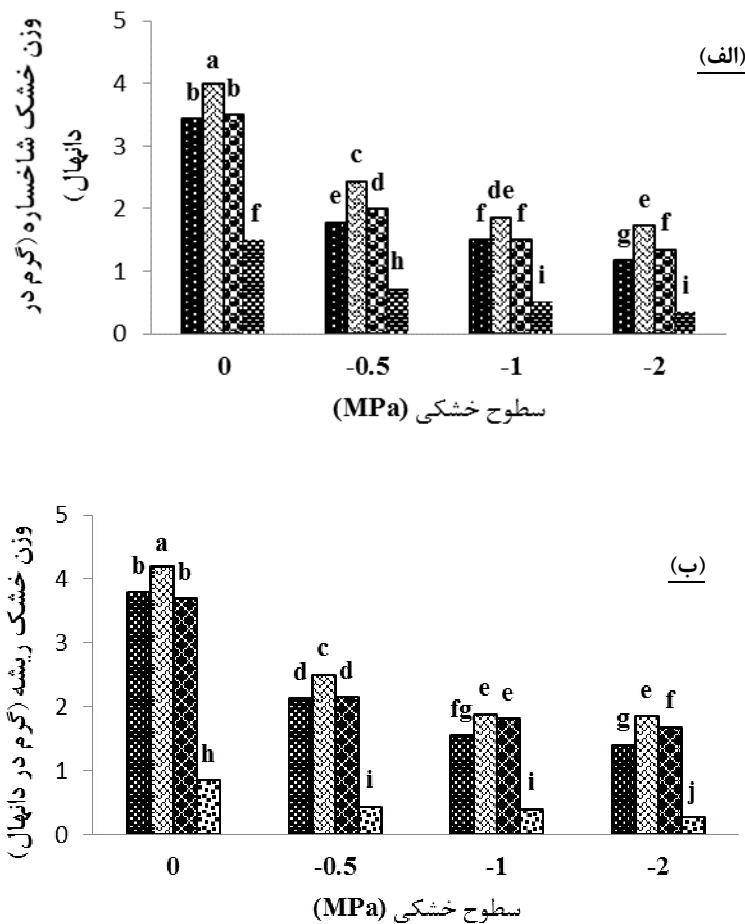 (الف)
وزن خشک شاخساره (گرم در
دانهال)
5
4
3
2
1
0
b a b f
e c d h
f de f i
g e f i
0 -0.5 -1 -2
سطوح خشکی (MPa)
(ب)
وزن خشک ریشه (گرم در دانهال)
5
4
3
2
1
0
b a b h
d c d i
fg e e i
g e f j
0 -0.5 -1 -2
سطوح خشکی (MPa)